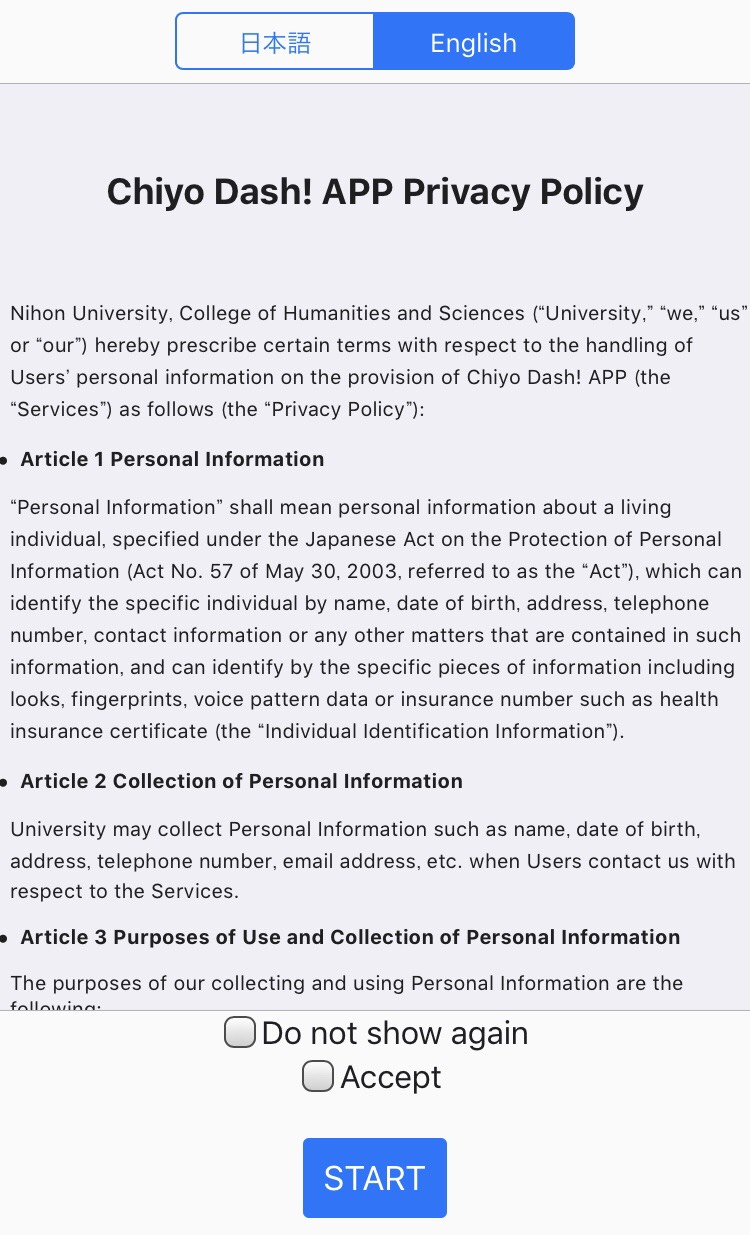 日本語
English
Chiyo Dash! APP Privacy Policy
Nihon University, College of Humanities and Sciences (“University,” “we,” “us”
or “our”) hereby prescribe certain terms with respect to the handling of
Users’ personal information on the provision of Chiyo Dash! APP (the
“Services”) as follows (the “Privacy Policy”):
• Article 1 Personal Information
“Personal Information” shall mean personal information about a living
individual, specified under the Japanese Act on the Protection of Personal
Information (Act No. 57 of May 30, 2003, referred to as the “Act”), which can
identify the specific individual by name, date of birth, address, telephone
number, contact information or any other matters that are contained in such
information, and can identify by the specific pieces of information including
looks, fingerprints, voice pattern data or insurance number such as health
insurance certificate (the “Individual Identification Information”).
• Article 2 Collection of Personal Information
University may collect Personal Information such as name, date of birth,
address, telephone number, email address, etc. when Users contact us with
respect to the Services.
• Article 3 Purposes of Use and Collection of Personal Information
The purposes of our collecting and using Personal Information are the
following:
Do not show again
Accept
START